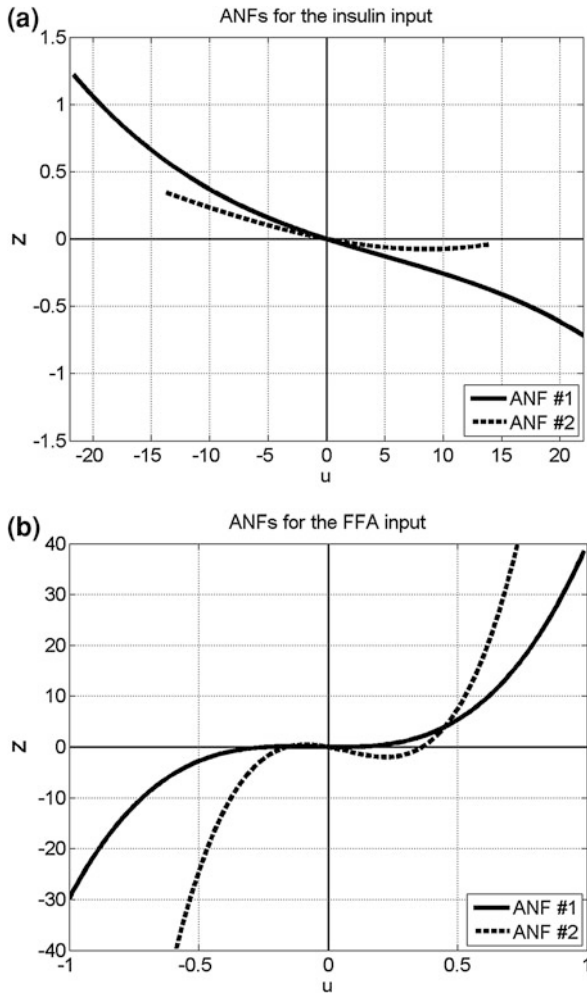 (a)
ANFs for the insulin input
1.5
1
0.5
0
-0.5
-1
-1.5
z
-20 -15 -10 -5 0 5 10 15 20
u
ANF #1
ANF #2
(b)
ANFs for the FFA input
40
30
20
10
0
-10
-20
-30
-40
z
-1 -0.5 0 0.5 1
u
ANF #1
ANF #2